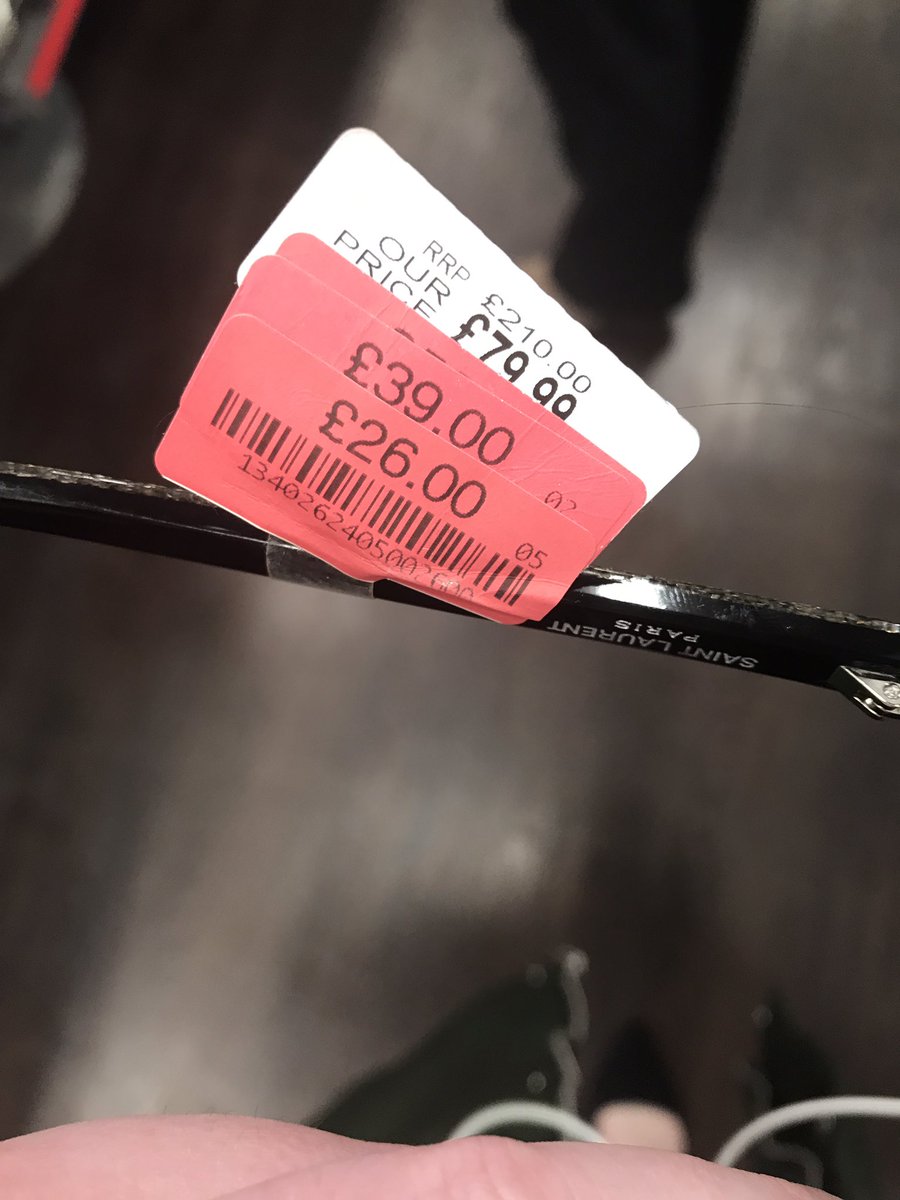 RRP £210.00
OUR
PRICE £79.99
£39.00
02
£26.00
05
SAINT LAURENT
PARIS